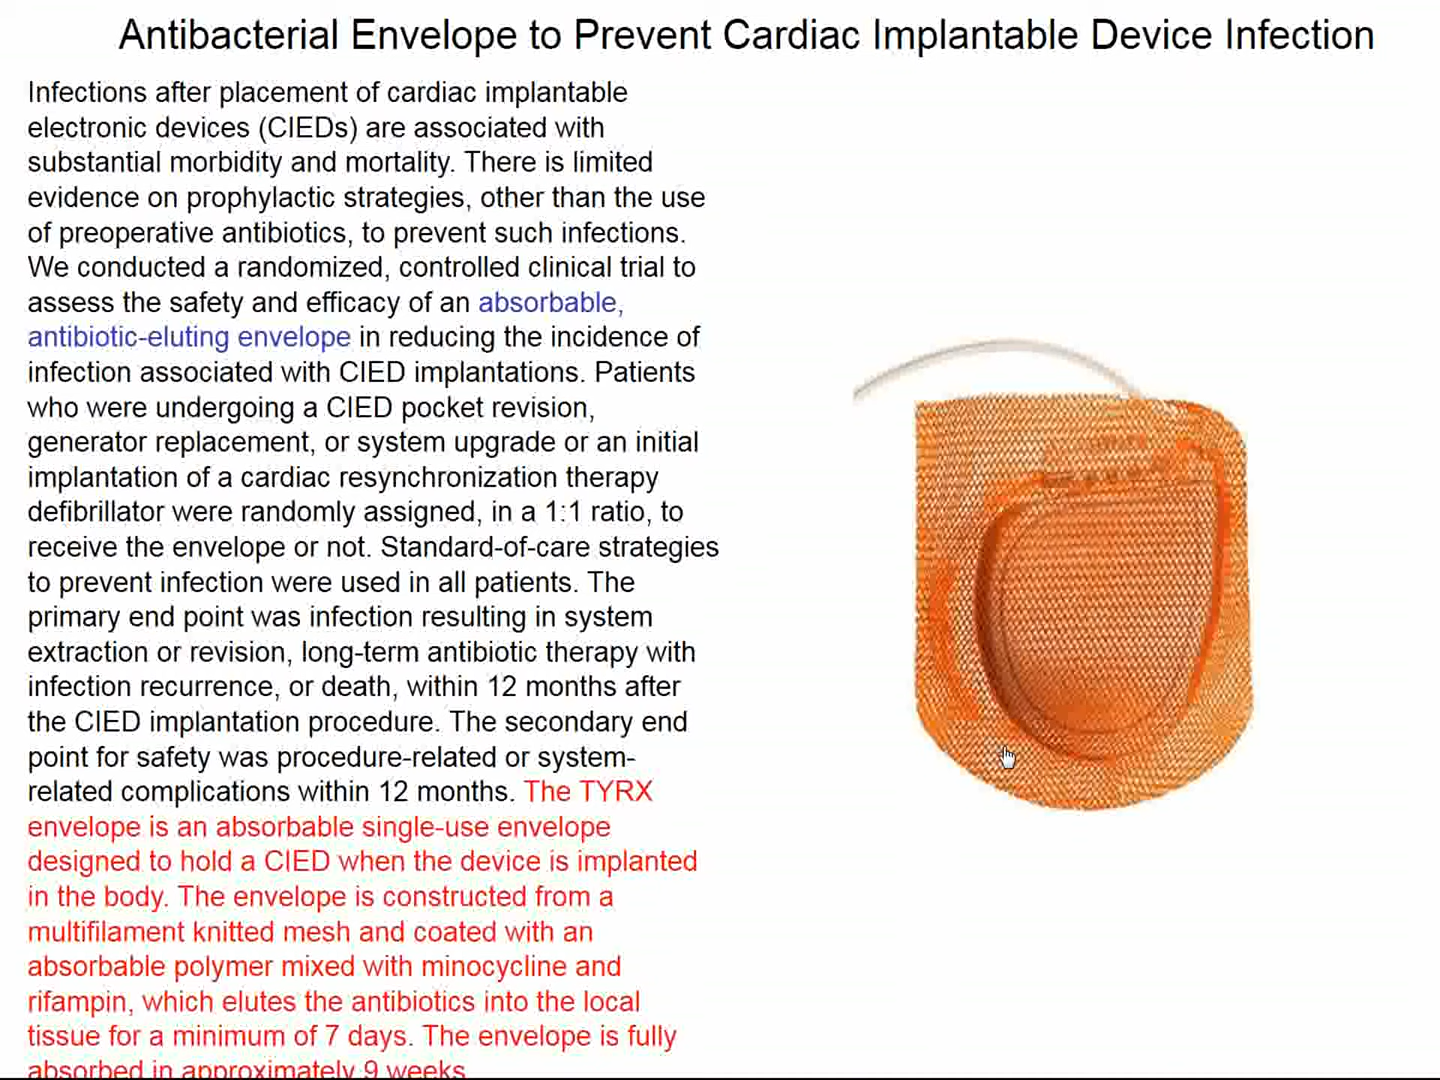 Antibacterial Envelope to Prevent Cardiac Implantable Device Infection
Infections after placement of cardiac implantable
electronic devices (CIEDs) are associated with
substantial morbidity and mortality. There is limited
evidence on prophylactic strategies, other than the use
of preoperative antibiotics, to prevent such infections.
We conducted a randomized, controlled clinical trial to
assess the safety and efficacy of an absorbable,
antibiotic-eluting envelope in reducing the incidence of
infection associated with CIED implantations. Patients
who were undergoing a CIED pocket revision,
generator replacement, or system upgrade or an initial
implantation of a cardiac resynchronization therapy
defibrillator were randomly assigned, in a 1:1 ratio, to
receive the envelope or not. Standard-of-care strategies
to prevent infection were used in all patients. The
primary end point was infection resulting in system
extraction or revision, long-term antibiotic therapy with
infection recurrence, or death, within 12 months after
the CIED implantation procedure. The secondary end
point for safety was procedure-related or system-
related complications within 12 months. The TYRX
envelope is an absorbable single-use envelope
designed to hold a CIED when the device is implanted
in the body. The envelope is constructed from a
multifilament knitted mesh and coated with an
absorbable polymer mixed with minocycline and
rifampin, which elutes the antibiotics into the local
tissue for a minimum of 7 days. The envelope is fully
absorbed in approximately 9 weeks